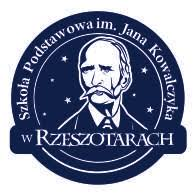 Szkoła Podstawowa im. Jana Kowalczyka
w RZESZOTARACH